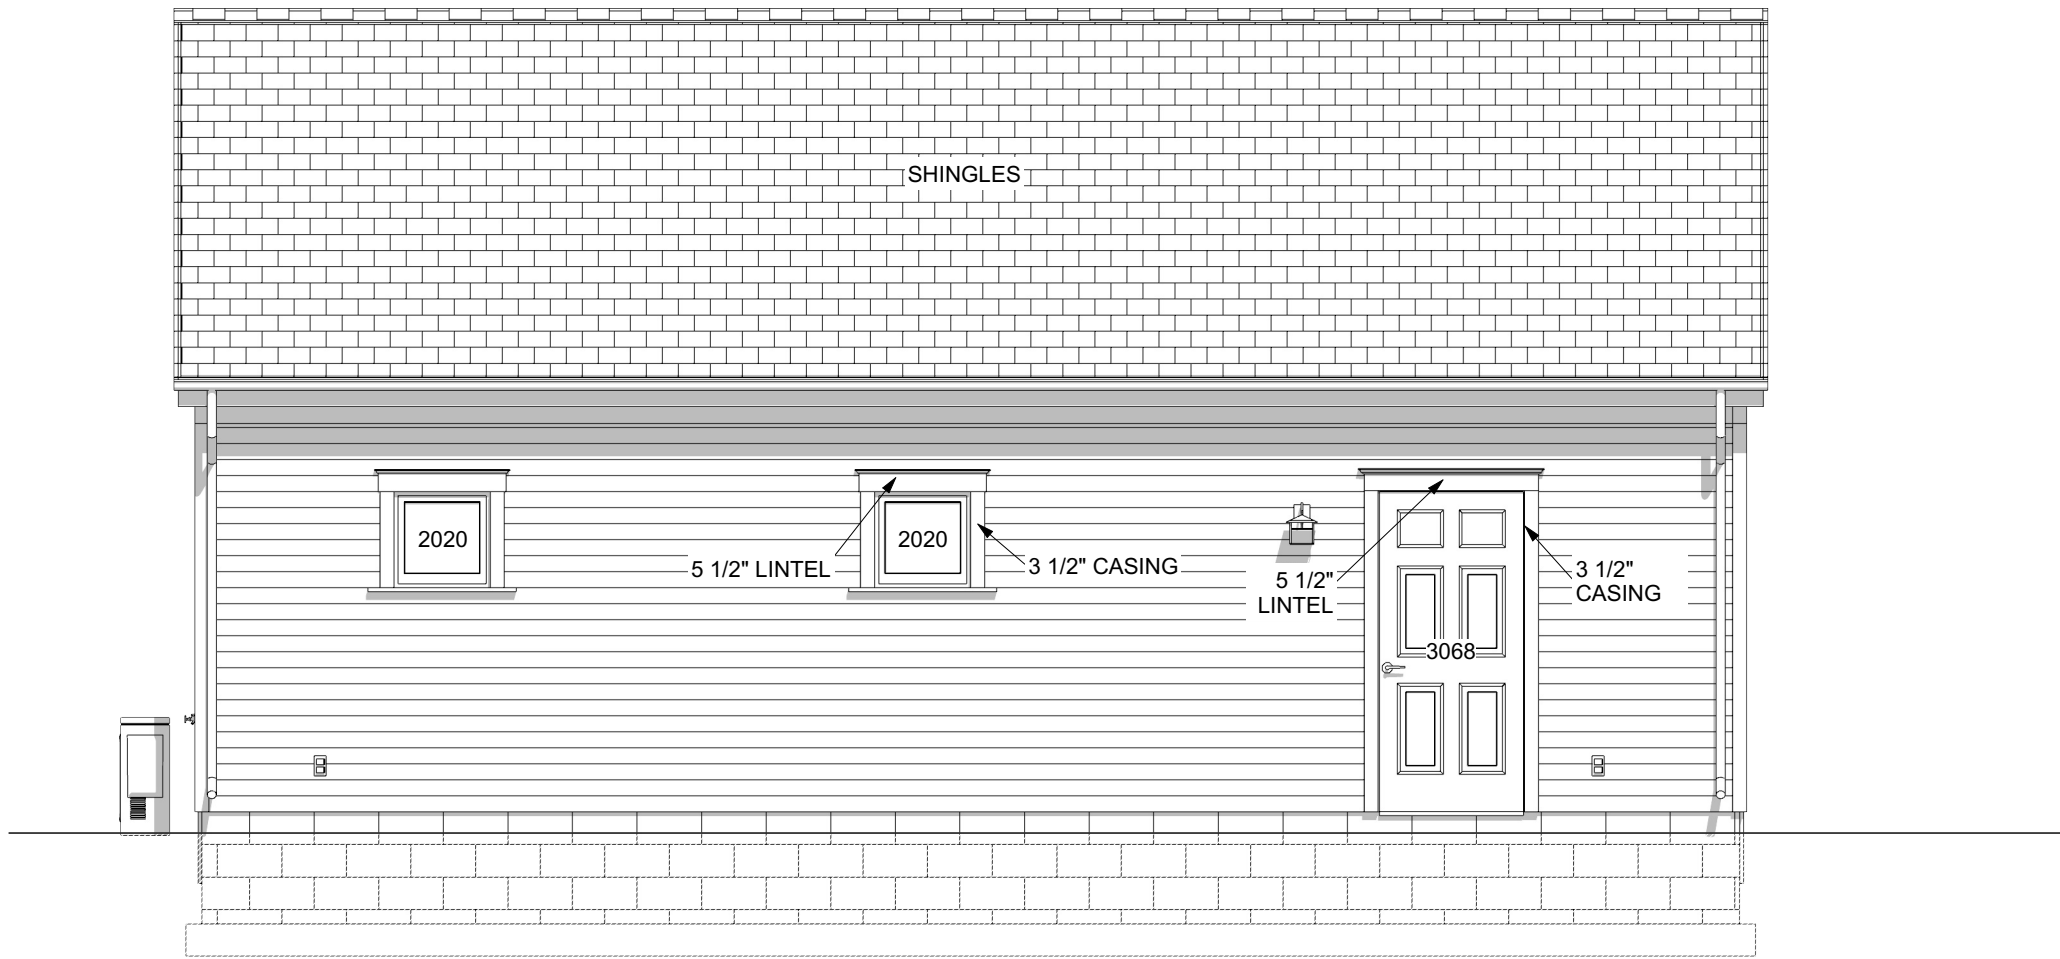 SHINGLES
2020
2020
5 1/2" LINTEL
3 1/2" CASING
5 1/2"
LINTEL
3 1/2"
CASING
3068